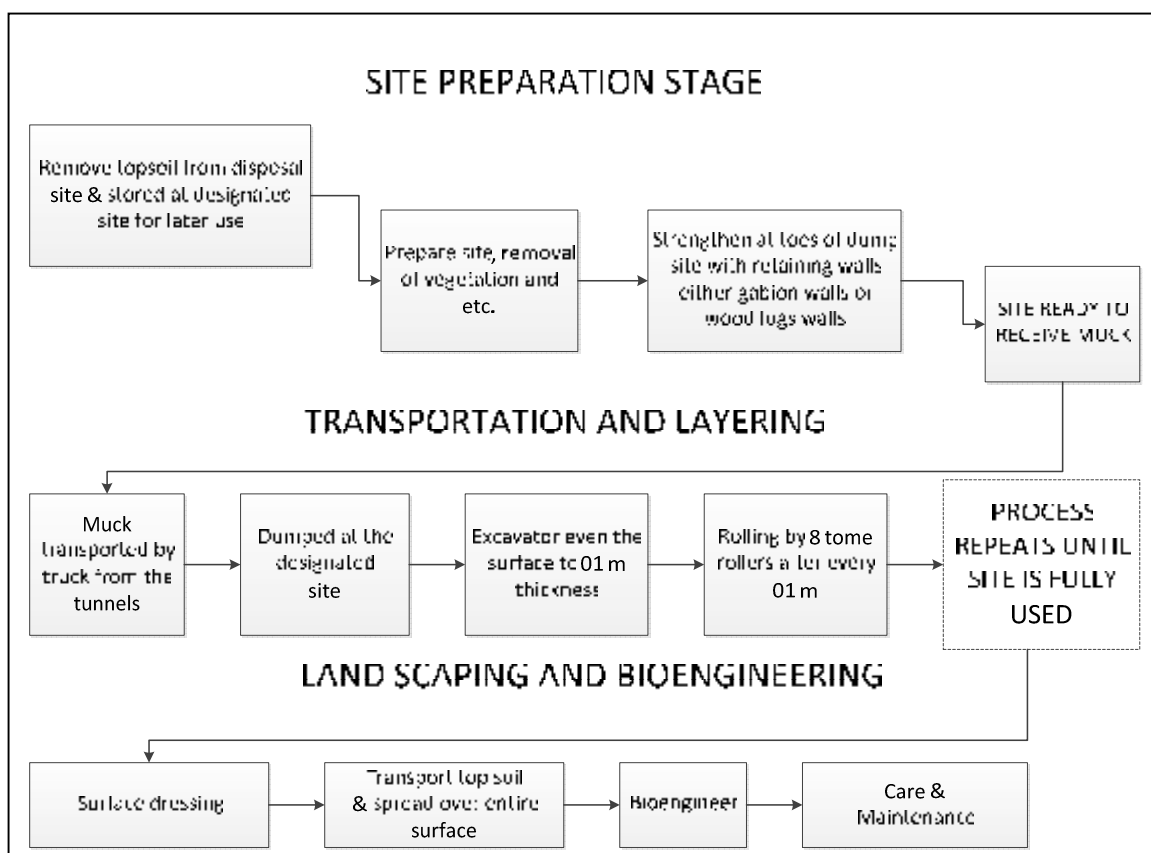 SITE PREPARATION STAGE
Remove topsoil from disposal
site & stored at designated
site for later use
Prepare site, removal
of vegetation and
etc.
Strengthen at toes of dump
site with retaining walls
either gabion walls or
wood logs walls
SITE READY TO
RECEIVE MUCK
TRANSPORTATION AND LAYERING
Muck
transported by
truck from the
tunnels
Dumped at the
designated
site
Excavator even the
surface to 01 m
thickness
Rolling by 8 tome
rollers after every
01 m
PROCESS
REPEATS UNTIL
SITE IS FULLY
USED
LAND SCAPING AND BIOENGINEERING
Surface dressing
Transport top soil
& spread over entire
surface
Bioengineer
Care &
Maintenance